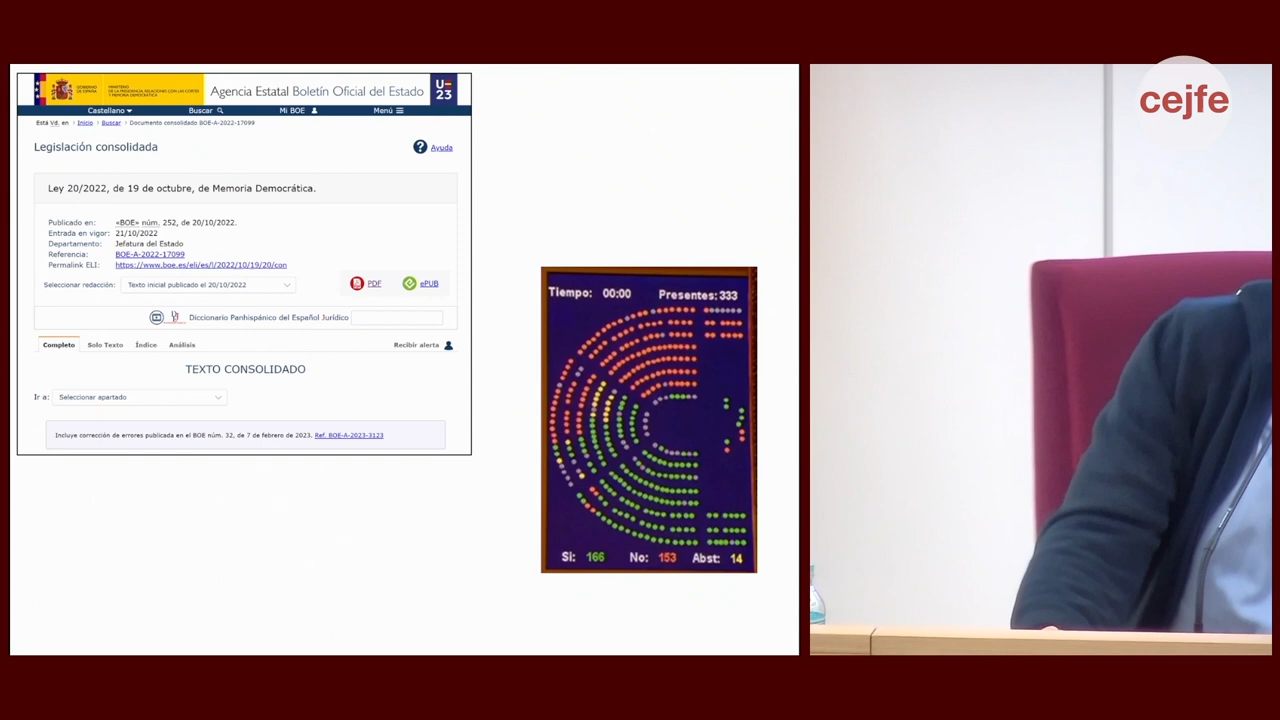 cejfe
GOBIERNO DE ESPAÑA
MINISTERIO DE LA PRESIDENCIA, RELACIONES CON LAS CORTES Y MEMORIA DEMOCRÁTICA
Agencia Estatal Boletín Oficial del Estado
U 23
Castellano Buscar Mi BOE Menú
Está Vd. en Inicio Buscar Documento consolidado BOE-A-2022-17099
Legislación consolidada
Ayuda
Ley 20/2022, de 19 de octubre, de Memoria Democrática.
Publicado en: «BOE» núm. 252, de 20/10/2022.
Entrada en vigor: 21/10/2022
Departamento: Jefatura del Estado
Referencia: BOE-A-2022-17099
Permalink ELI: https://www.boe.es/eli/es/l/2022/10/19/20/con
Seleccionar redacción: Texto inicial publicado el 20/10/2022
PDF ePUB
Diccionario Panhispánico del Español Jurídico
Completo Solo Texto Índice Análisis Recibir alerta
TEXTO CONSOLIDADO
Ir a: Seleccionar apartado
Incluye corrección de errores publicada en el BOE núm. 32, de 7 de febrero de 2023. Ref. BOE-A-2023-3123
Tiempo: 00:00 Presentes: 333
Si: 166 No: 153 Abst: 14